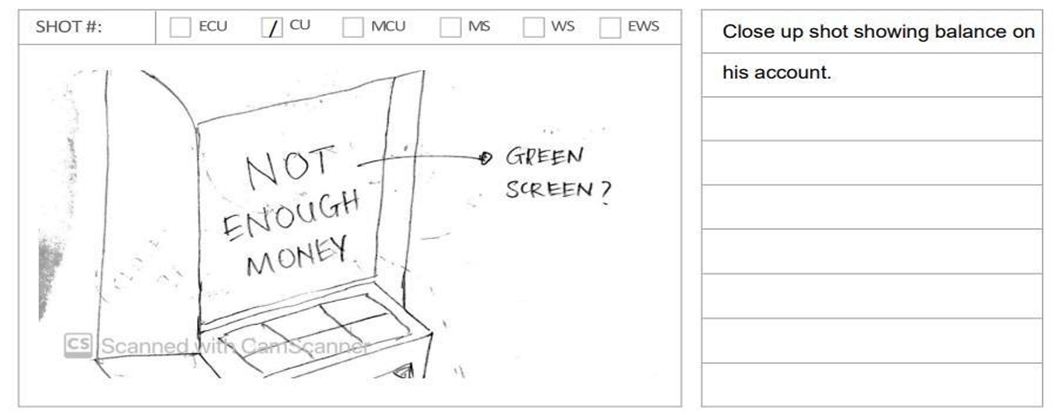 SHOT #:
ECU
CU
MCU
MS
WS
EWS
NOT
ENOUGH
MONEY
GREEN
SCREEN?
CS Scanned with CamScanner
Close up shot showing balance on
his account.